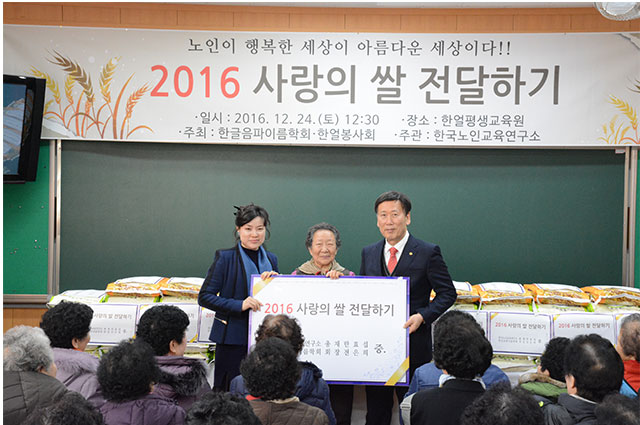 노인이 행복한 세상이 아름다운 세상이다!!
2016 사랑의 쌀 전달하기
·일시 : 2016. 12. 24.(토) 12:30 ·장소 : 한얼평생교육원
·주최 : 한글음파이름학회·한얼봉사회 ·주관 : 한국노인교육연구소
2016 사랑의 쌀 전달하기
증.
2016 사랑의 쌀 전달하기
2016 사랑의 쌀 전달하기